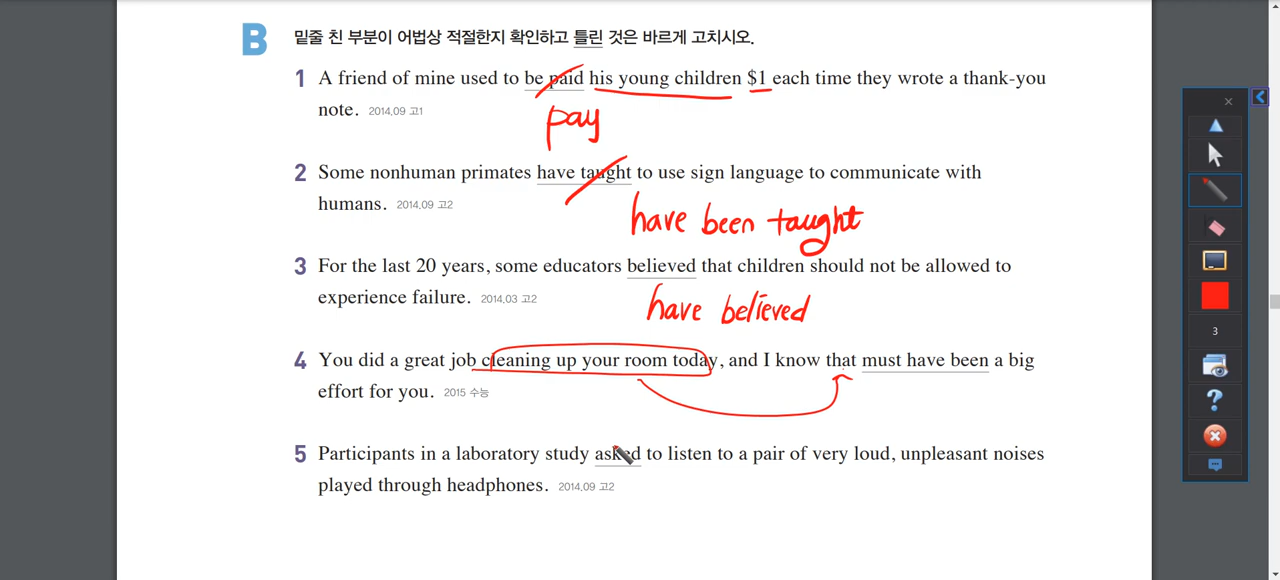 B 밑줄 친 부분이 어법상 적절한지 확인하고 틀린 것은 바르게 고치시오.
1 A friend of mine used to be paid his young children $1 each time they wrote a thank-you
note. 2014.09 고1
pay
2 Some nonhuman primates have taught to use sign language to communicate with
humans. 2014.09 고2
have been taught
3 For the last 20 years, some educators believed that children should not be allowed to
experience failure. 2014.03 고2
have believed
4 You did a great job cleaning up your room today, and I know that must have been a big
effort for you. 2015 수능
5 Participants in a laboratory study asked to listen to a pair of very loud, unpleasant noises
played through headphones. 2014.09 고2
3